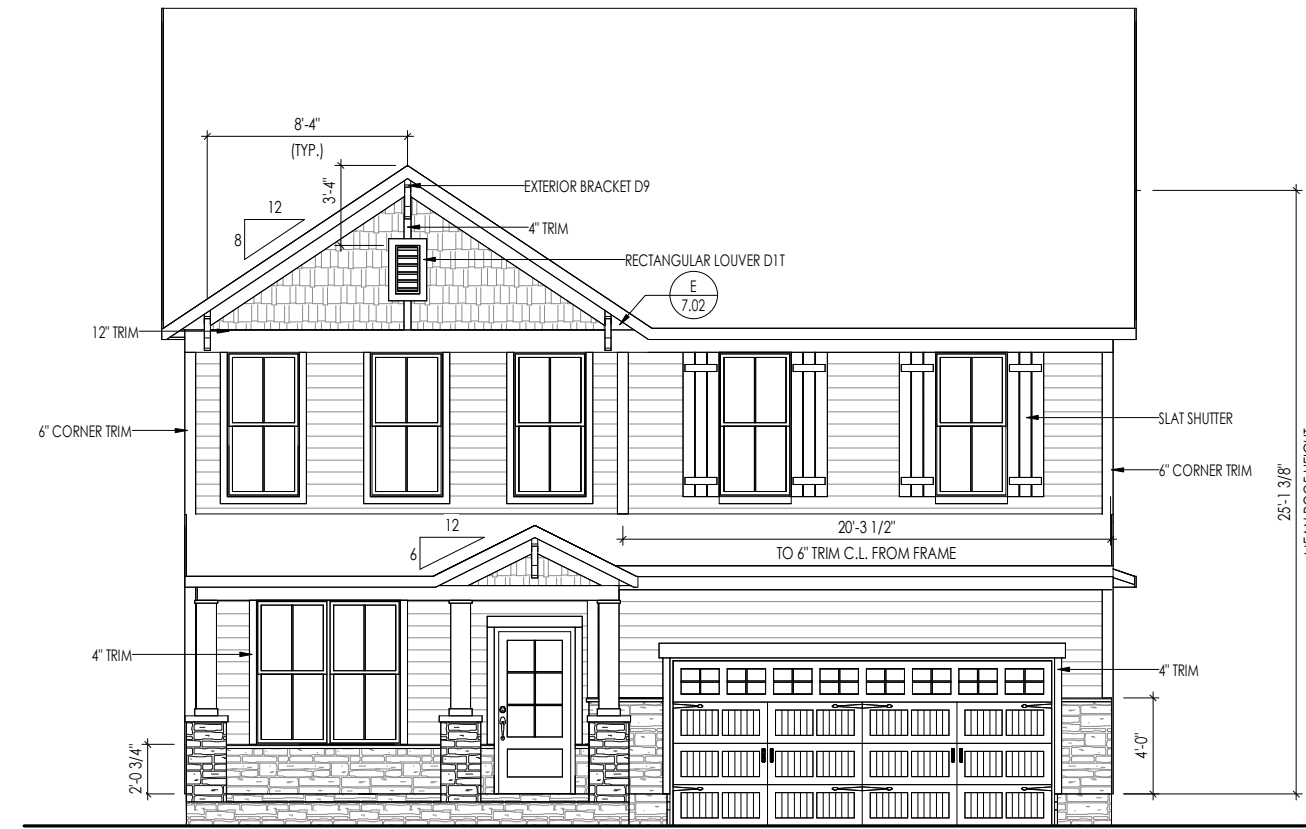 8'-4"
(TYP.)
3'-4"
EXTERIOR BRACKET D9
12
8
4" TRIM
RECTANGULAR LOUVER D1T
E
7.02
12" TRIM
6" CORNER TRIM
SLAT SHUTTER
6" CORNER TRIM
25'-1 3/8"
12
6
20'-3 1/2"
TO 6" TRIM C.L. FROM FRAME
4" TRIM
4" TRIM
2'-0 3/4"
4'-0"